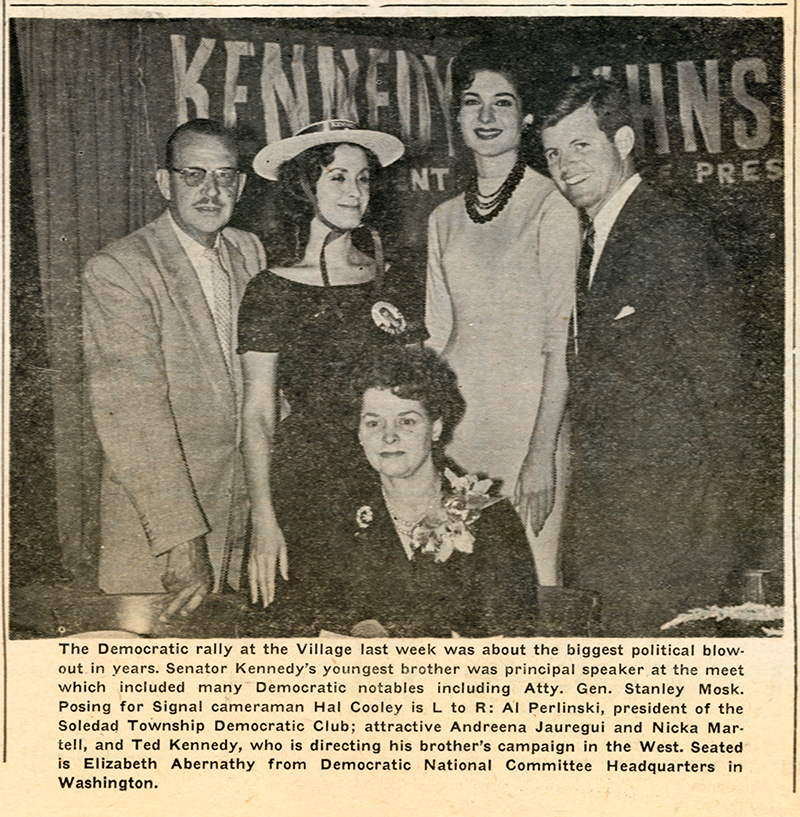 KENNEDY JOHNS
ENT PRES
The Democratic rally at the Village last week was about the biggest political blow-
out in years. Senator Kennedy's youngest brother was principal speaker at the meet
which included many Democratic notables including Atty. Gen. Stanley Mosk.
Posing for Signal cameraman Hal Cooley is L to R: Al Perlinski, president of the
Soledad Township Democratic Club; attractive Andreena Jauregui and Nicka Mar-
tell, and Ted Kennedy, who is directing his brother's campaign in the West. Seated
is Elizabeth Abernathy from Democratic National Committee Headquarters in
Washington.